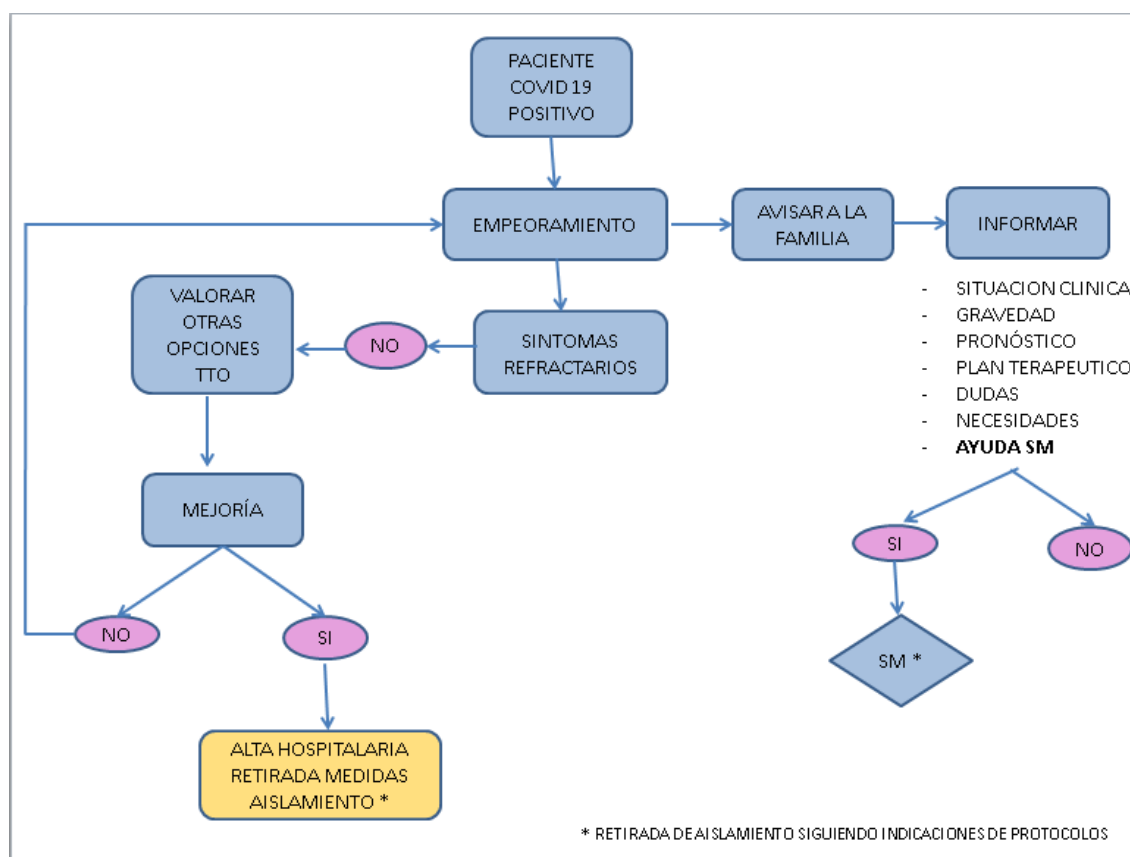 PACIENTE
COVID 19
POSITIVO
EMPEORAMIENTO
AVISAR A LA
FAMILIA
INFORMAR
- SITUACION CLINICA
- GRAVEDAD
- PRONÓSTICO
- PLAN TERAPEUTICO
- DUDAS
- NECESIDADES
- AYUDA SM
VALORAR
OTRAS
OPCIONES
TTO
NO
SINTOMAS
REFRACTARIOS
MEJORÍA
SI
NO
NO
SI
SM *
ALTA HOSPITALARIA
RETIRADA MEDIDAS
AISLAMIENTO *
* RETIRADA DE AISLAMIENTO SIGUIENDO INDICACIONES DE PROTOCOLOS